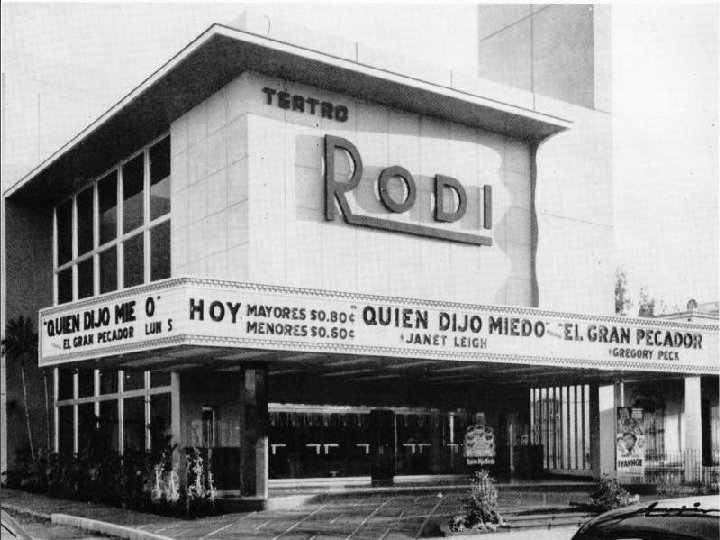 TEATRO
RODI
"QUIEN DIJO MIE O"
EL GRAN PECADOR LUN 5
HOY MAYORES $0.80¢ "QUIEN DIJO MIEDO" "EL GRAN PECADOR
MENORES $0.60¢ JANET LEIGH GREGORY PECK
IVANHOE